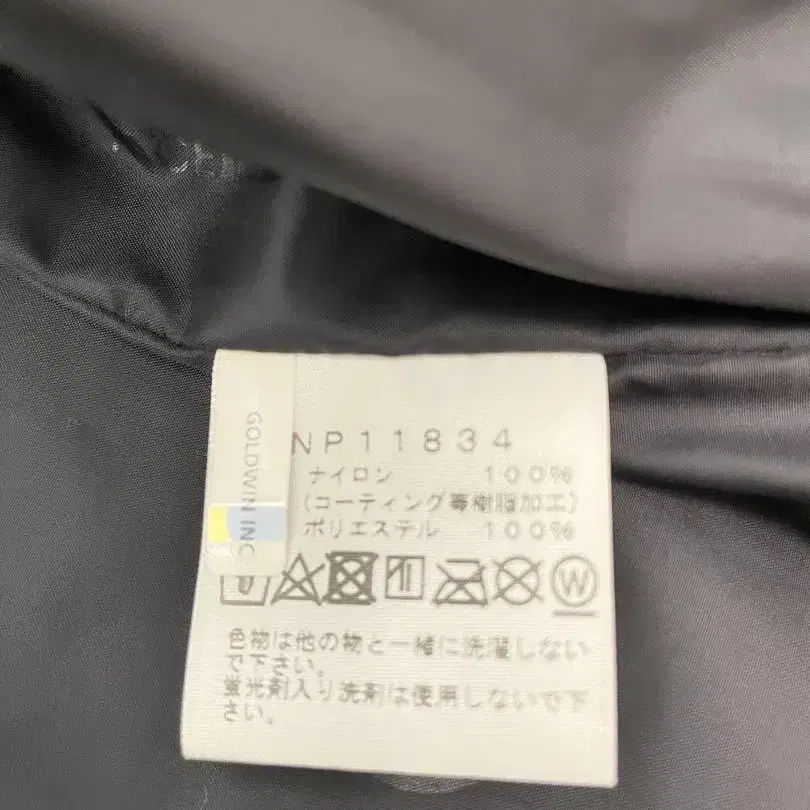 GOLDWIN INC
NP11834
ナイロン 100%
(コーティング等樹脂加工)
ポリエステル 100%
W
色物は他の物と一緒に洗濯しない
で下さい。
蛍光剤入り洗剤は使用しないで下
さい。